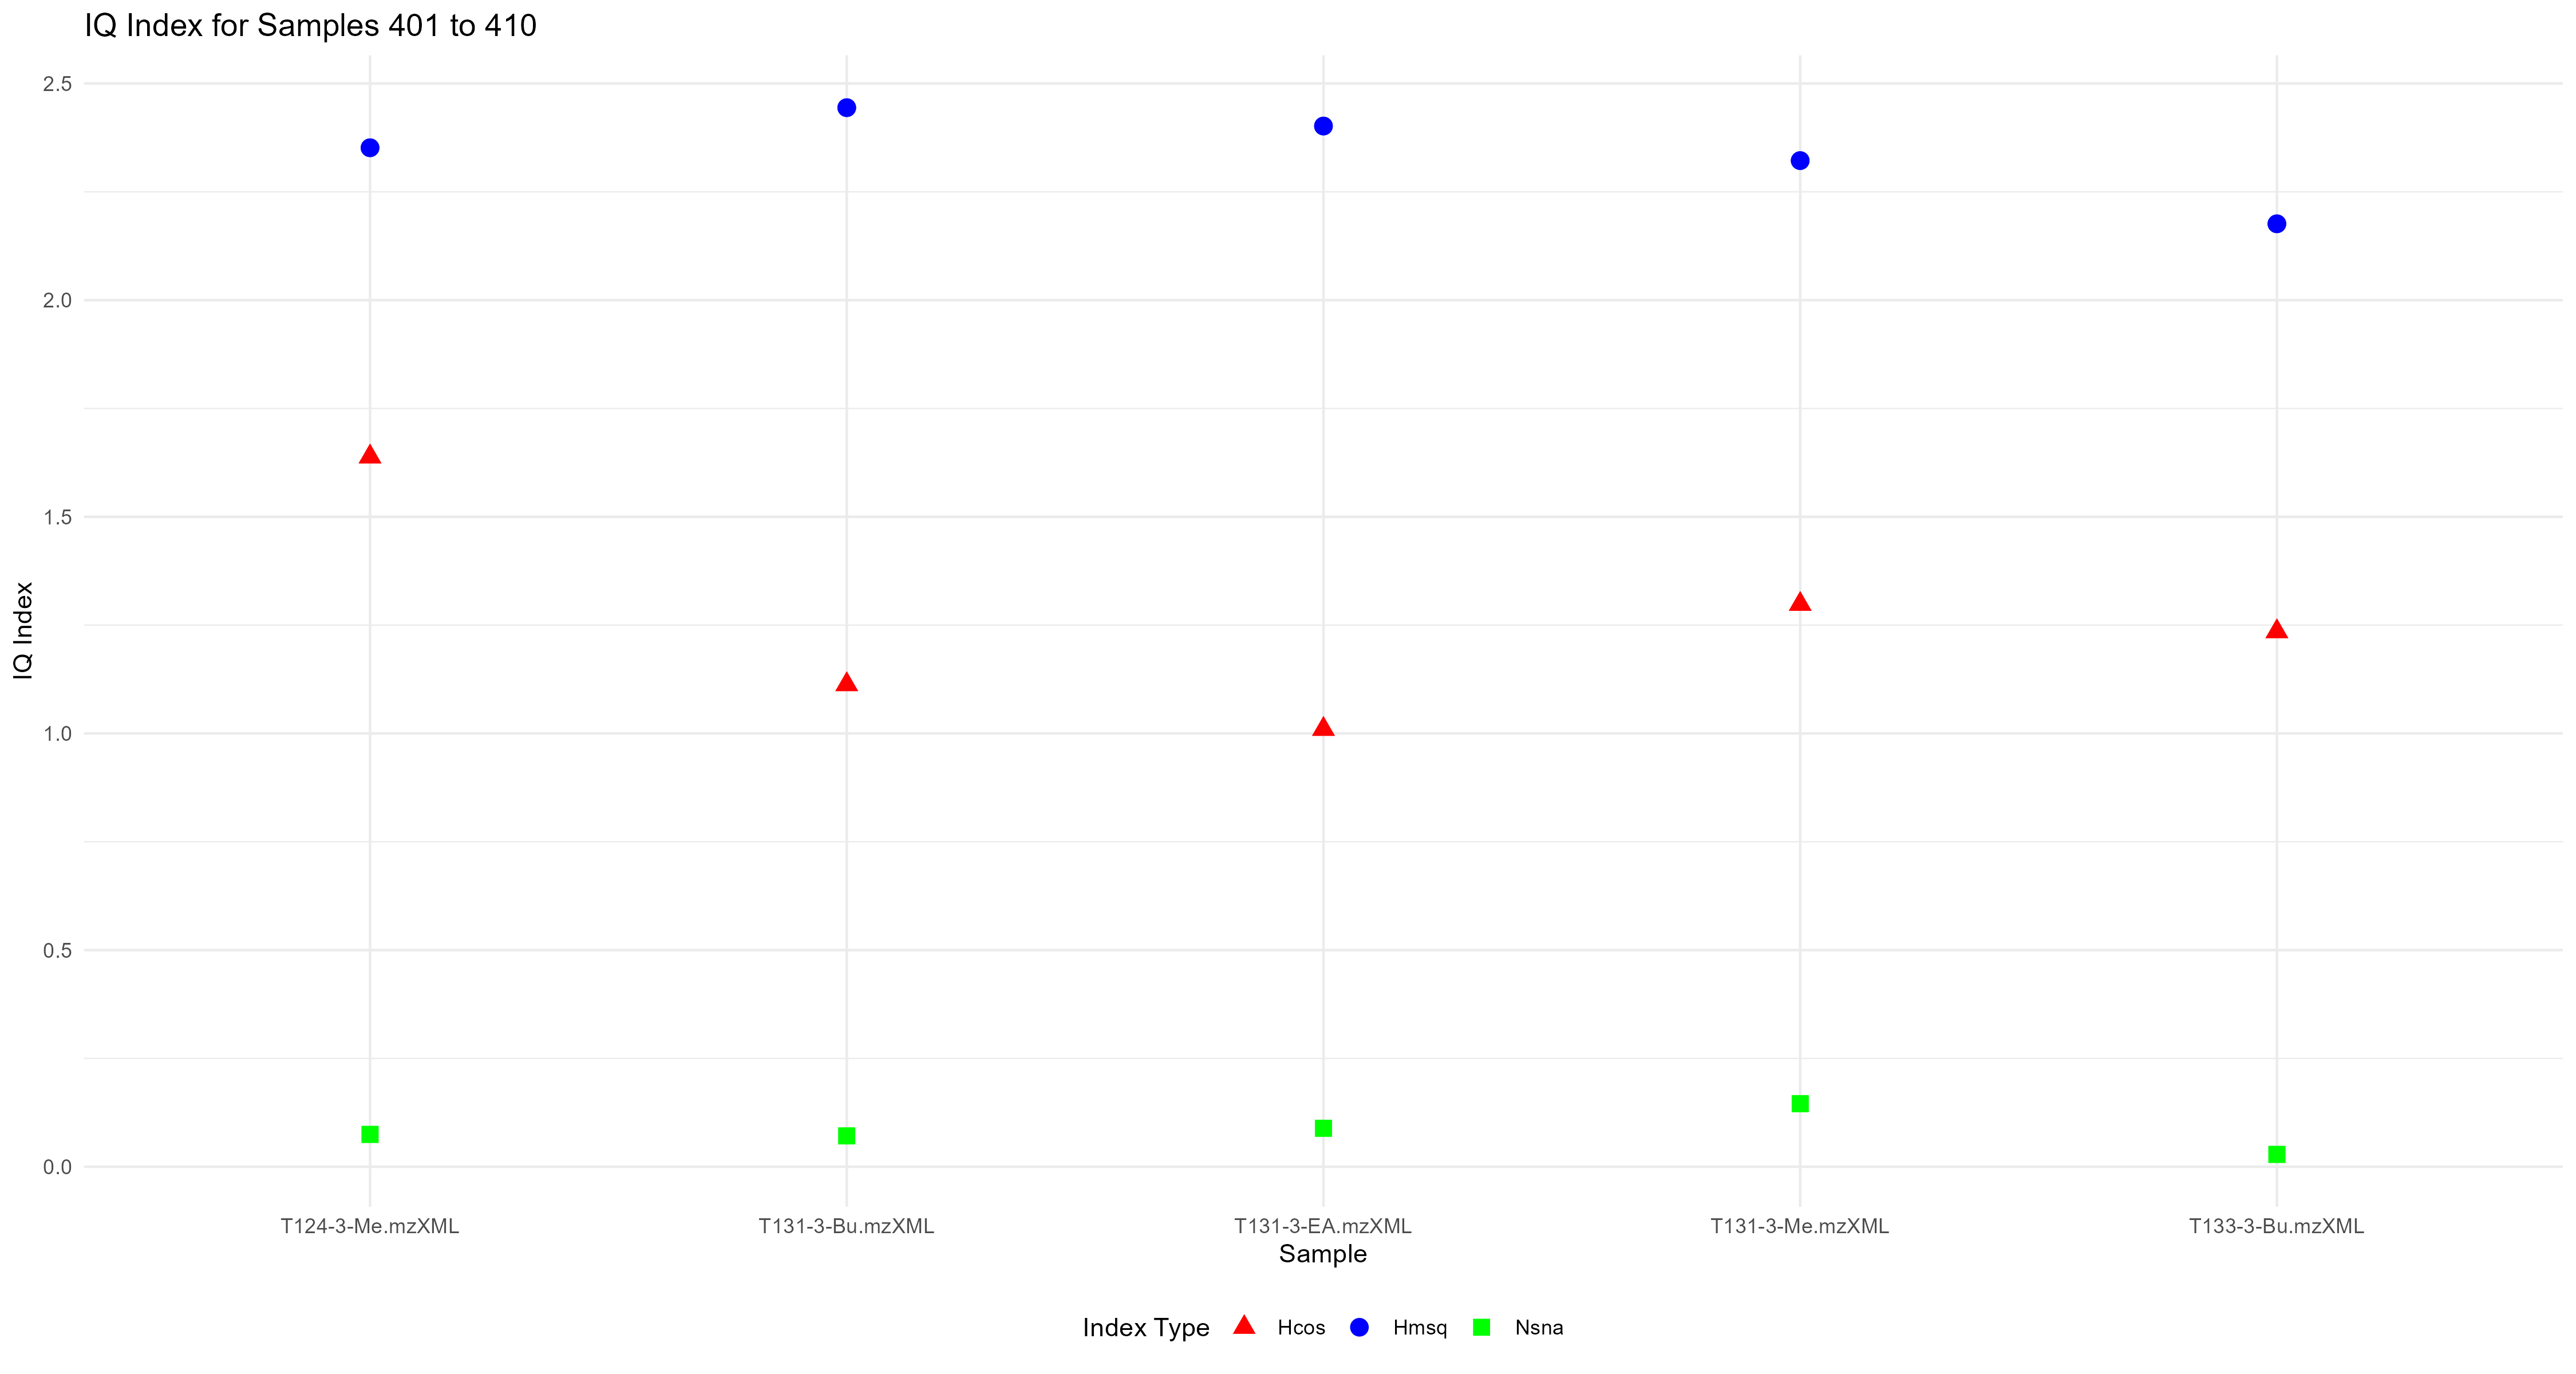 IQ Index for Samples 401 to 410
2.5
2.0
1.5
1.0
0.5
0.0
IQ Index
T124-3-Me.mzXML T131-3-Bu.mzXML T131-3-EA.mzXML T131-3-Me.mzXML T133-3-Bu.mzXML
Sample
Index Type Hcos Hmsq Nsna